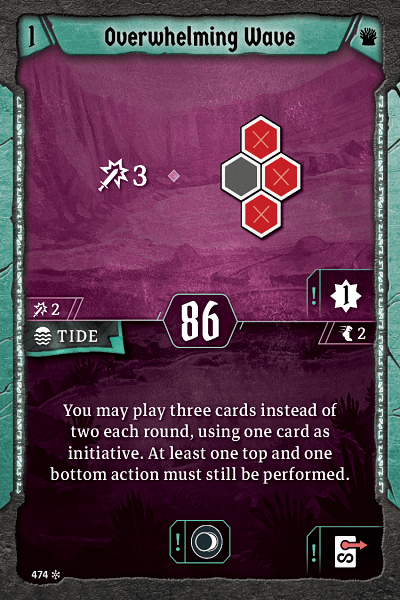 1
Overwhelming Wave
3
1
2
86
TIDE
2
You may play three cards instead of
two each round, using one card as
initiative. At least one top and one
bottom action must still be performed.
!
!
!
474